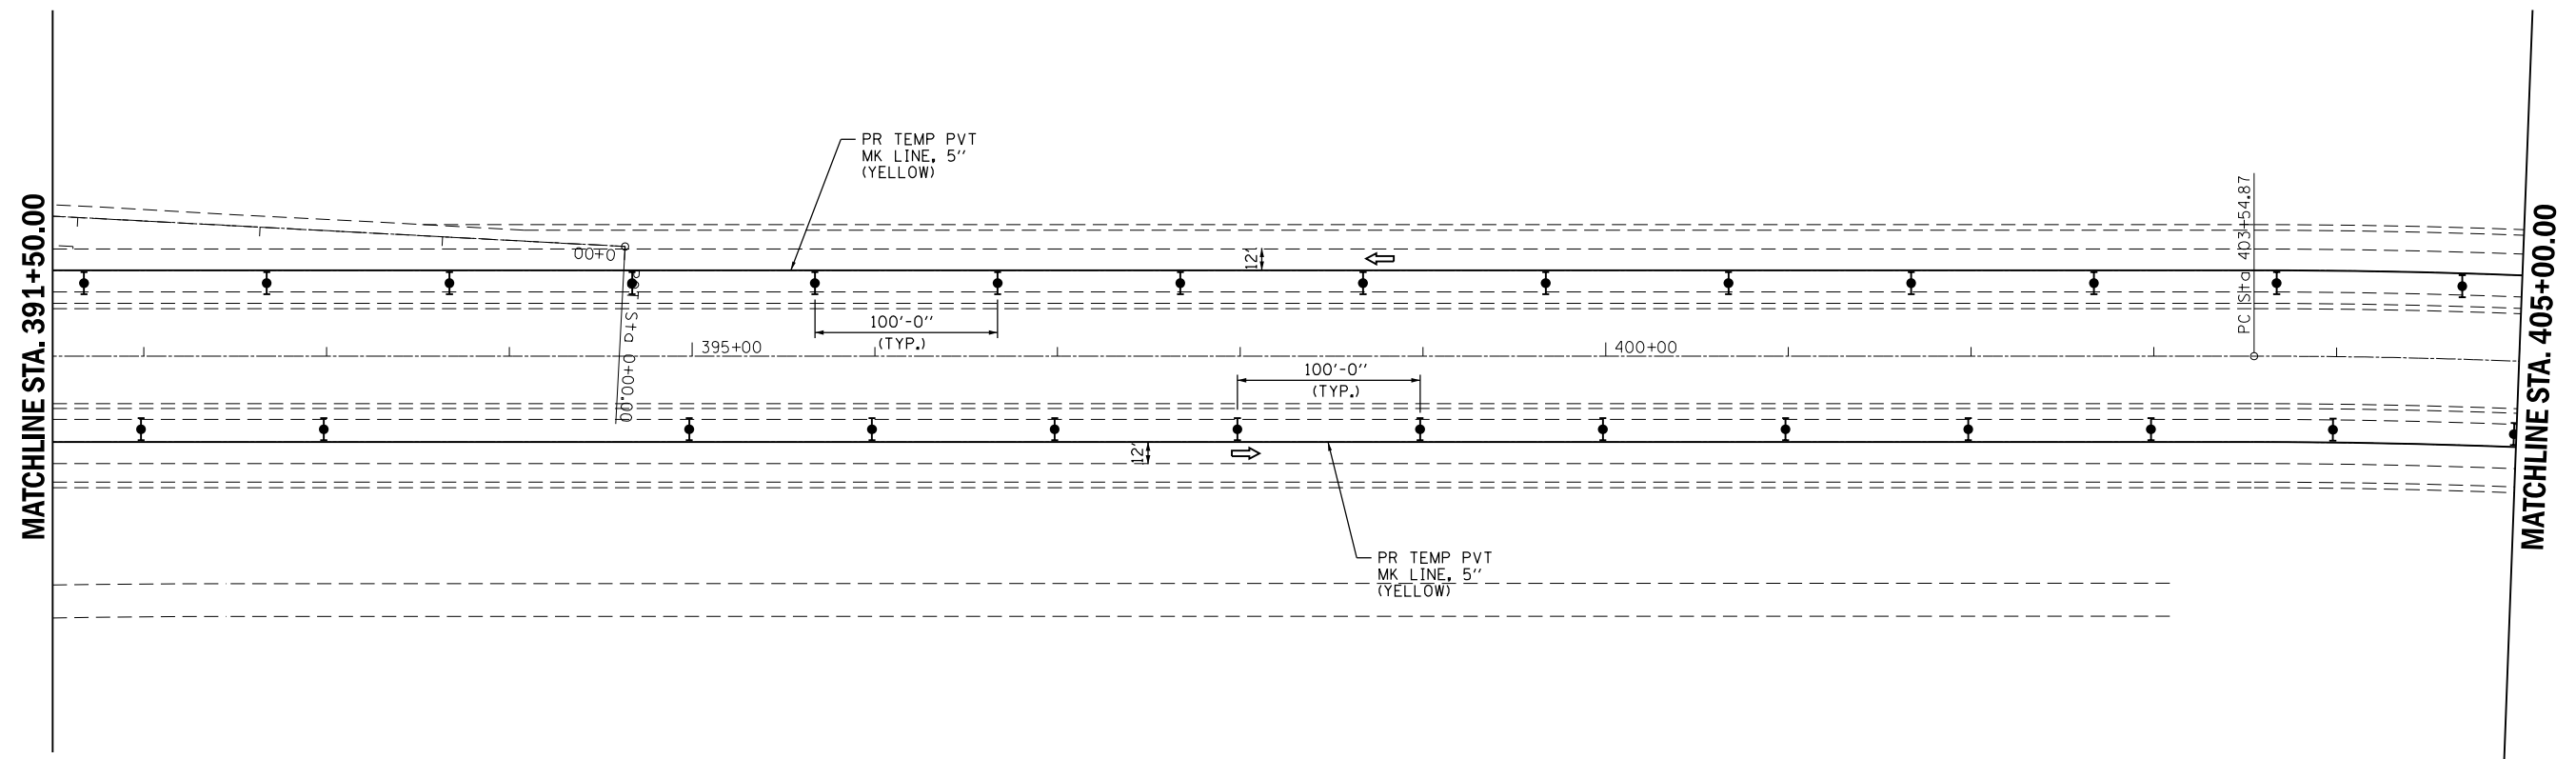 MATCHLINE STA. 391+50.00
PR TEMP PVT
MK LINE, 5''
(YELLOW)
0+00
Sta 0+00.00
12'
PC Sta 403+54.87
100'-0''
(TYP.)
395+00
400+00
100'-0''
(TYP.)
12'
PR TEMP PVT
MK LINE, 5''
(YELLOW)
MATCHLINE STA. 405+00.00